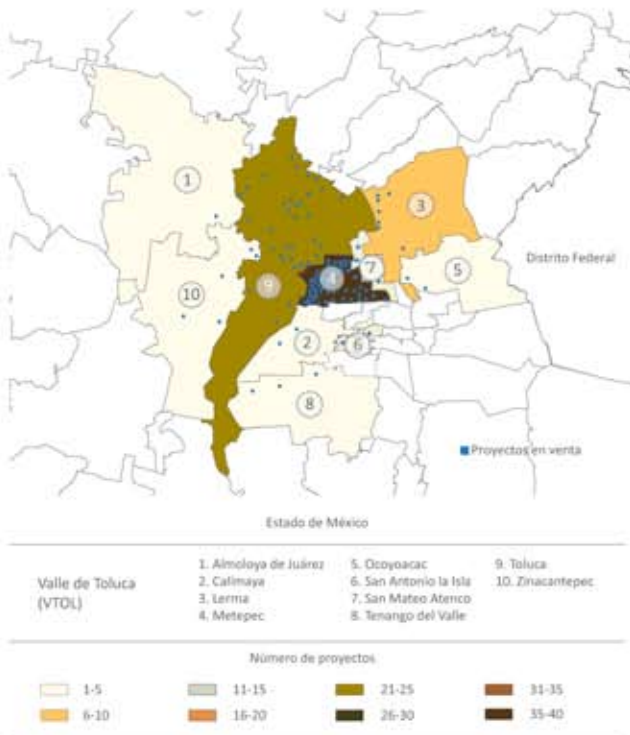 1
3
Distrito Federal
4
7
5
10
9
2
6
8
Proyectos en venta
Estado de México
Valle de Toluca
(VTOL)
1. Almoloya de Juárez
2. Calimaya
3. Lerma
4. Metepec
5. Ocoyoacac
6. San Antonio la Isla
7. San Mateo Atenco
8. Tenango del Valle
9. Toluca
10. Zinacantepec
Número de proyectos
1-5
11-15
21-25
31-35
6-10
16-20
26-30
35-40